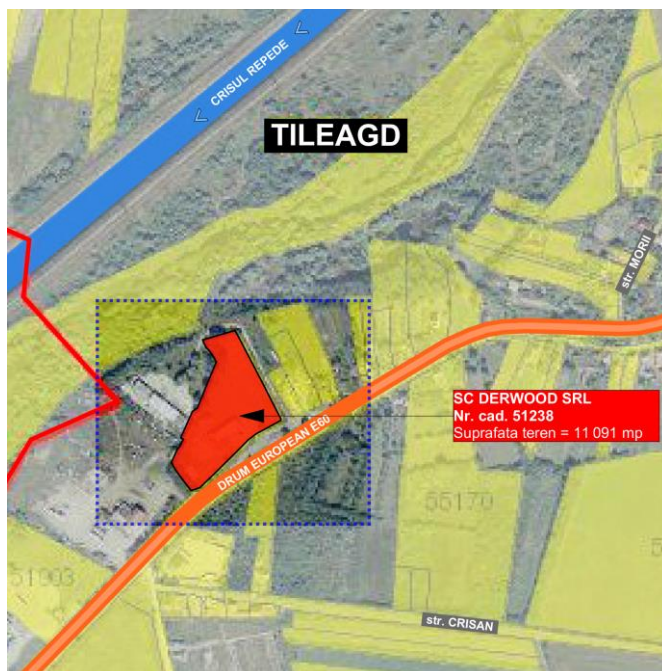 CRISUL REPEDE
TILEAGD
str. MORII
SC DERWOOD SRL
Nr. cad. 51238
Suprafata teren = 11 091 mp
DRUM EUROPEAN E60
55170
51903
str. CRISAN